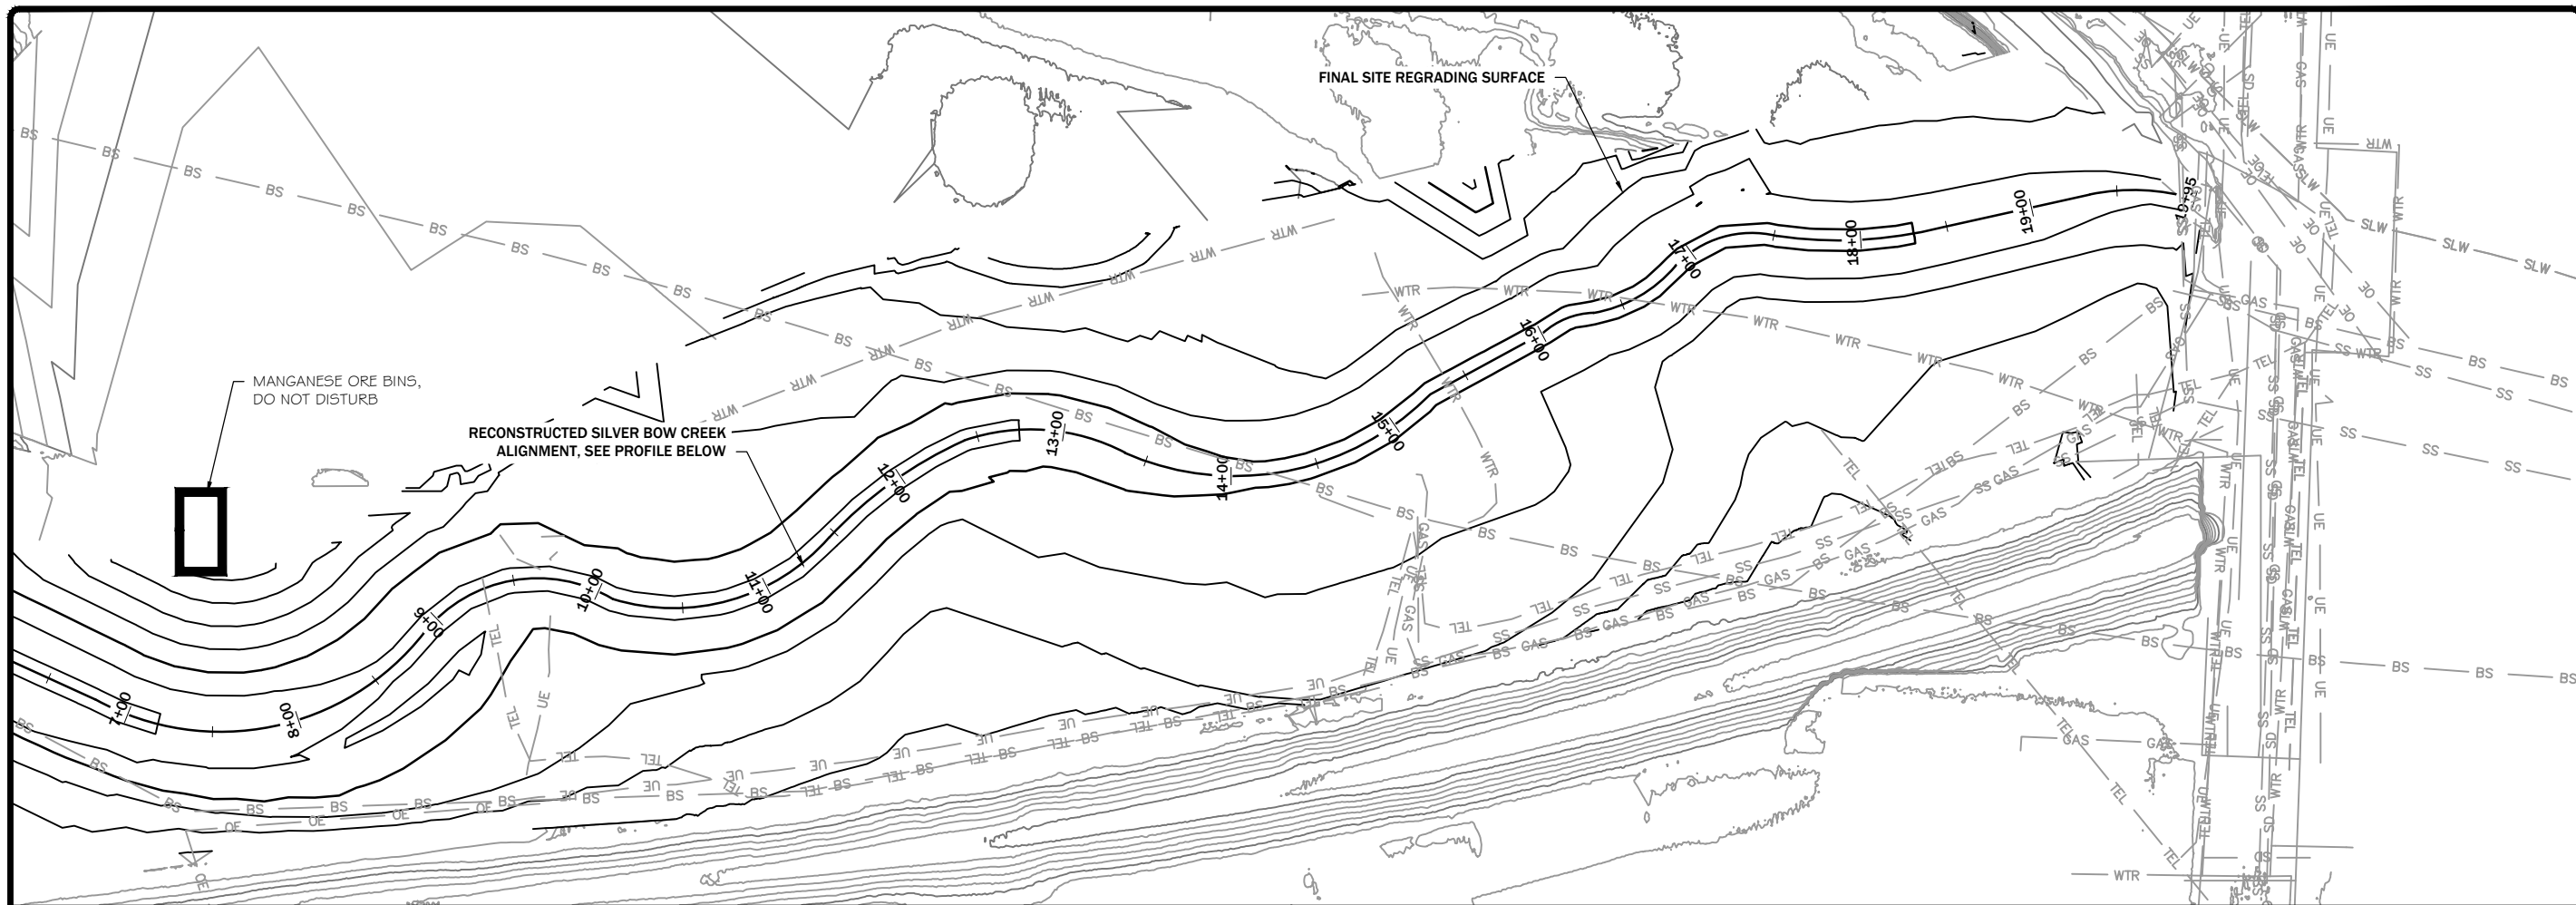 FINAL SITE REGRADING SURFACE
MANGANESE ORE BINS,
DO NOT DISTURB
RECONSTRUCTED SILVER BOW CREEK
ALIGNMENT, SEE PROFILE BELOW
7+00
8+00
9+00
10+00
11+00
12+00
13+00
14+00
15+00
16+00
17+00
18+00
19+00
19+95
BS
WTR
TEL
UE
OE
GAS
SS
SD
SLW